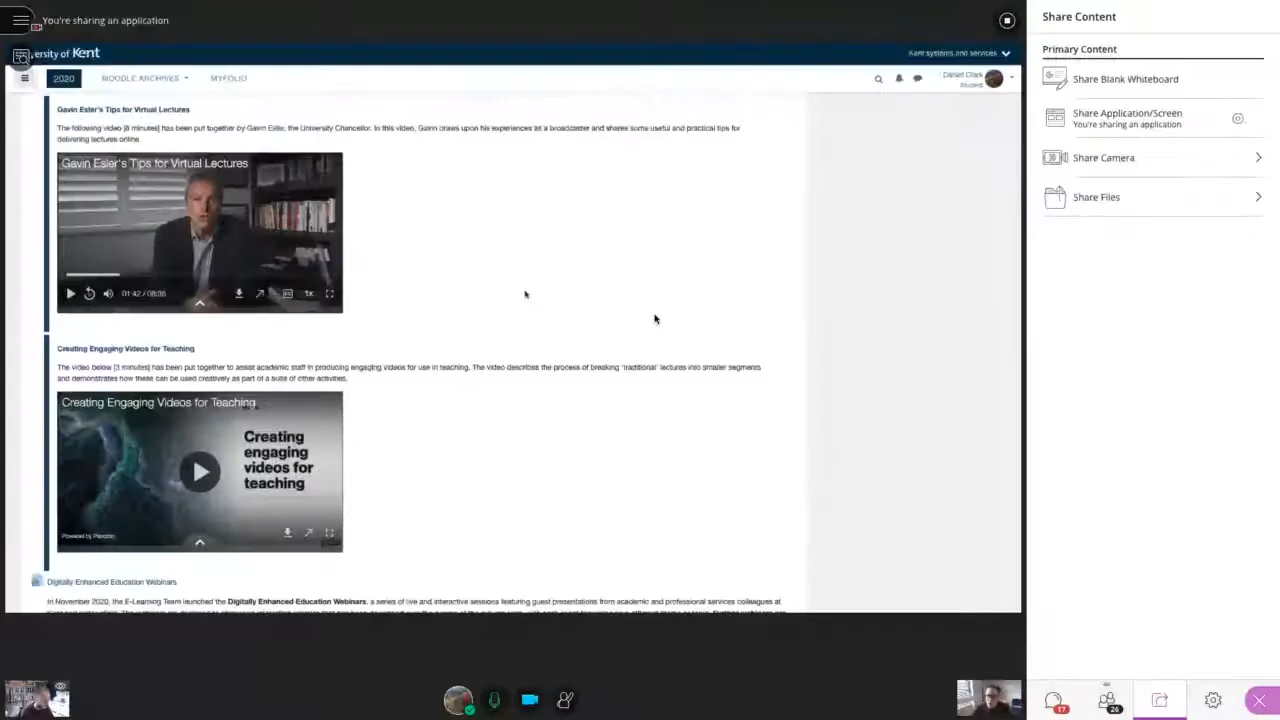 You're sharing an application
Share Content
ersity of Kent
Kent systems and services
Primary Content
2020
MOODLE ARCHIVES
MYFOLIO
Daniel Clark
Student
Share Blank Whiteboard
Gavin Esler's Tips for Virtual Lectures
The following video [8 minutes] has been put together by Gavin Esler, the University Chancellor. In this video, Gavin draws upon his experiences as a broadcaster and shares some useful and practical tips for
delivering lectures online.
Share Application/Screen
You're sharing an application
Gavin Esler's Tips for Virtual Lectures
Share Camera
Share Files
01:42 / 08:35
1x
Creating Engaging Videos for Teaching
The video below [3 minutes] has been put together to assist academic staff in producing engaging videos for use in teaching. The video describes the process of breaking 'traditional' lectures into smaller segments
and demonstrates how these can be used creatively as part of a suite of other activities.
Creating Engaging Videos for Teaching
Creating
engaging
videos for
teaching
Powered by Panopto
Digitally Enhanced Education Webinars
In November 2020, the E-Learning Team launched the Digitally Enhanced Education Webinars, a series of live and interactive sessions featuring guest presentations from academic and professional services colleagues at
17
26